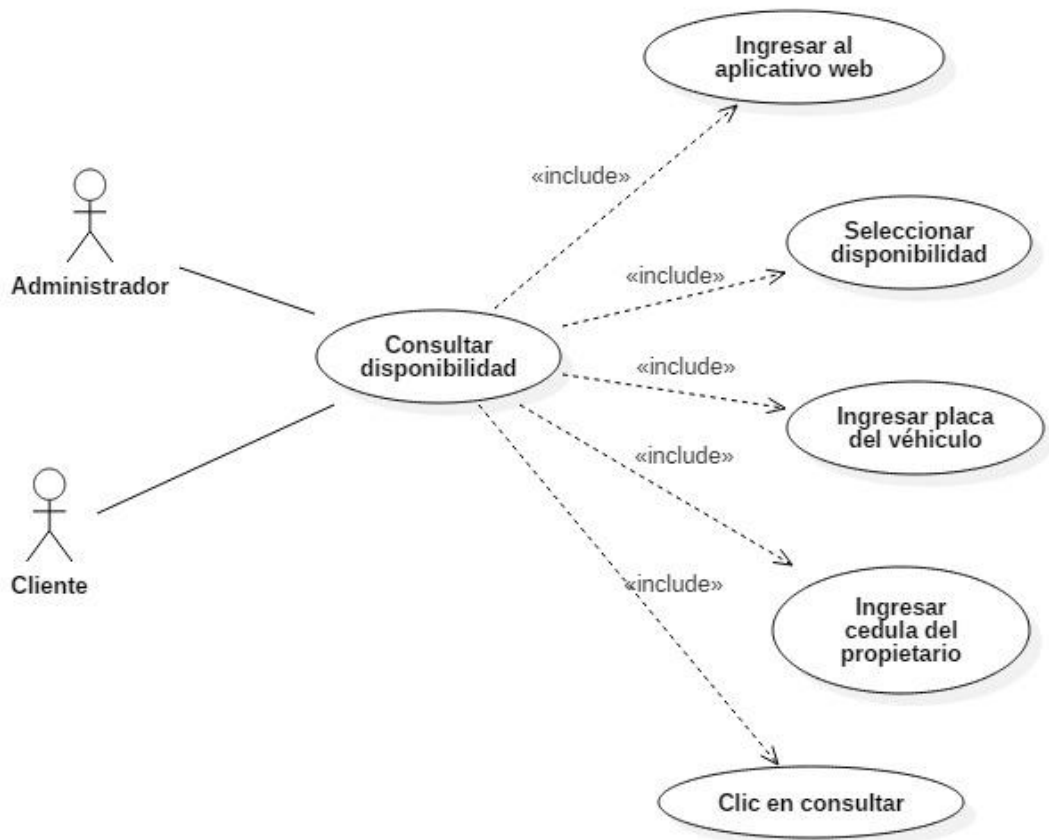 Ingresar al
aplicativo web
«include»
Administrador
Seleccionar
disponibilidad
«include»
Consultar
disponibilidad
«include»
Ingresar placa
del véhiculo
«include»
Cliente
«include»
Ingresar
cedula del
propietario
Clic en consultar